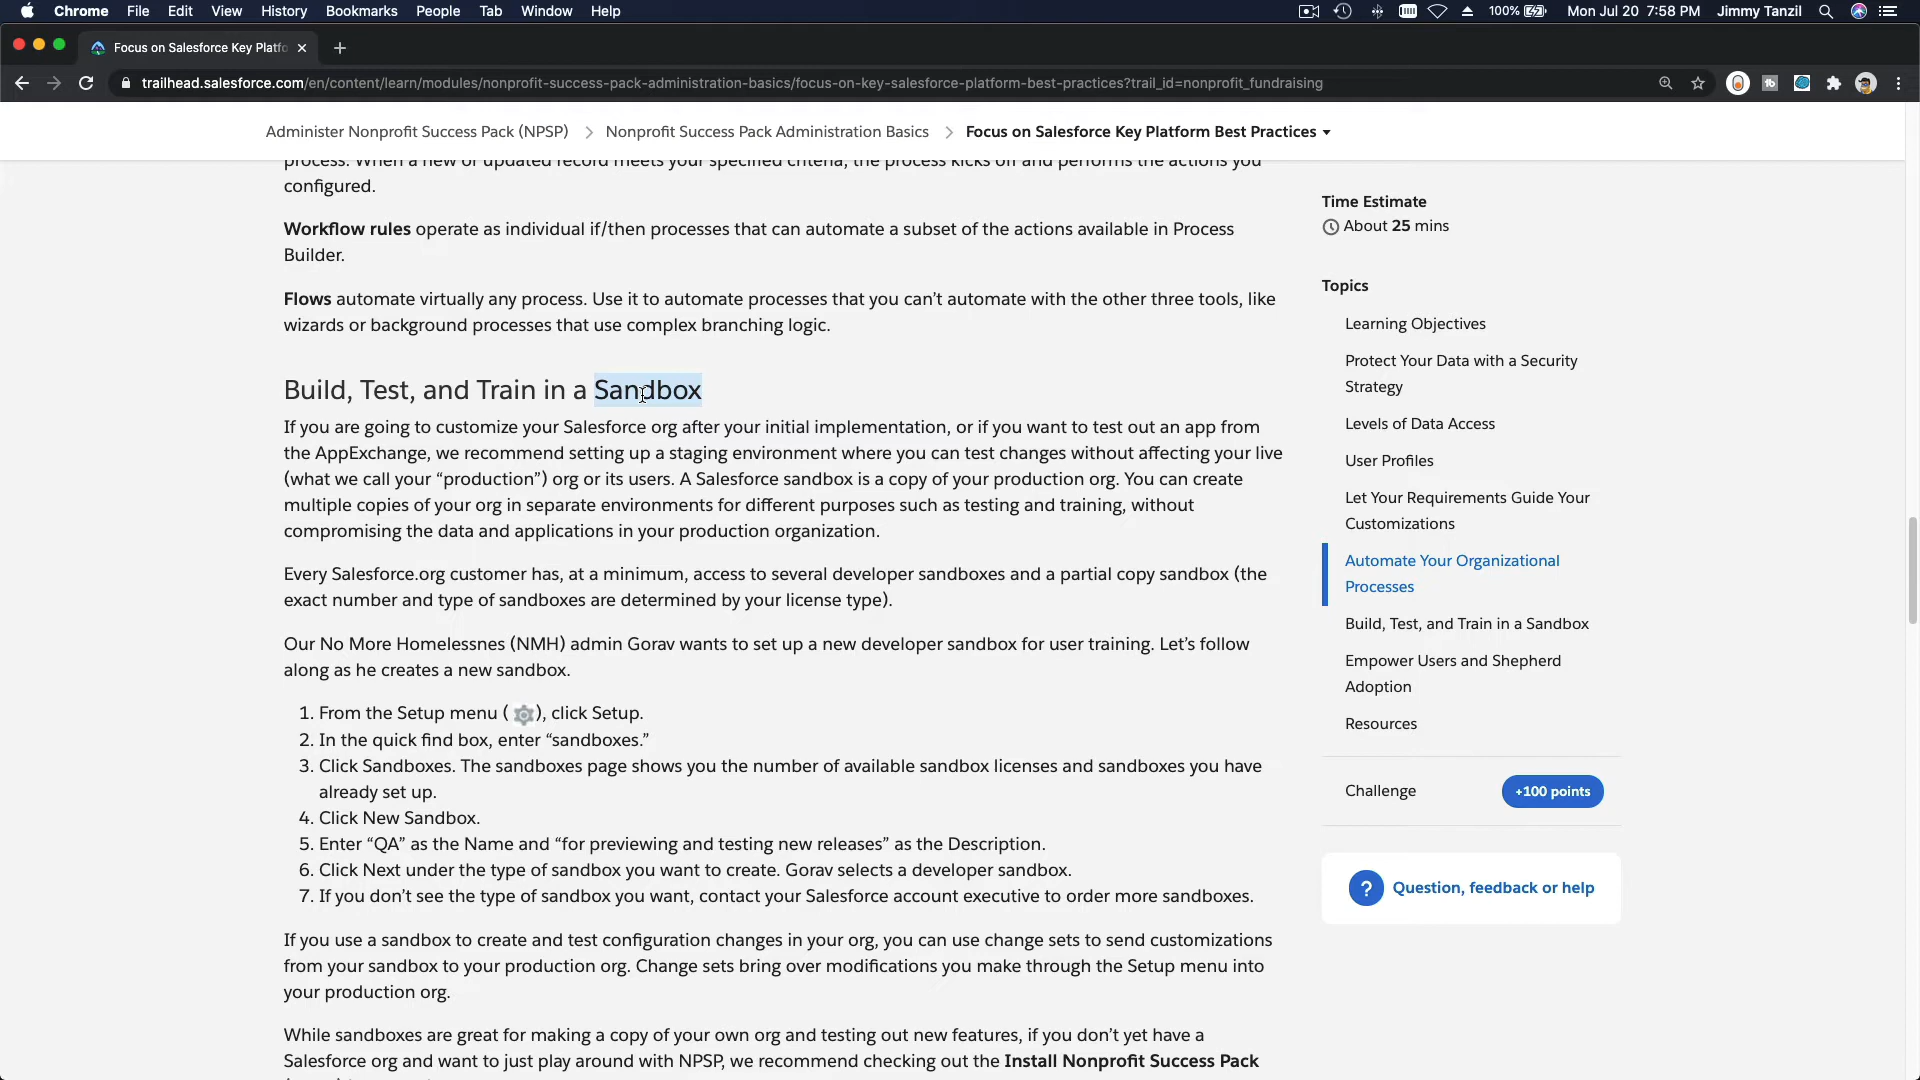 Chrome File Edit View History Bookmarks People Tab Window Help 100% Mon Jul 20 7:58 PM Jimmy Tanzil
Focus on Salesforce Key Platfo
trailhead.salesforce.com/en/content/learn/modules/nonprofit-success-pack-administration-basics/focus-on-key-salesforce-platform-best-practices?trail_id=nonprofit_fundraising
Administer Nonprofit Success Pack (NPSP) > Nonprofit Success Pack Administration Basics > Focus on Salesforce Key Platform Best Practices
process. When a new or updated record meets your specified criteria, the process kicks off and performs the actions you
configured.
Workflow rules operate as individual if/then processes that can automate a subset of the actions available in Process
Builder.
Flows automate virtually any process. Use it to automate processes that you can’t automate with the other three tools, like
wizards or background processes that use complex branching logic.
Build, Test, and Train in a Sandbox
If you are going to customize your Salesforce org after your initial implementation, or if you want to test out an app from
the AppExchange, we recommend setting up a staging environment where you can test changes without affecting your live
(what we call your “production”) org or its users. A Salesforce sandbox is a copy of your production org. You can create
multiple copies of your org in separate environments for different purposes such as testing and training, without
compromising the data and applications in your production organization.
Every Salesforce.org customer has, at a minimum, access to several developer sandboxes and a partial copy sandbox (the
exact number and type of sandboxes are determined by your license type).
Our No More Homelessnes (NMH) admin Gorav wants to set up a new developer sandbox for user training. Let’s follow
along as he creates a new sandbox.
1. From the Setup menu ( ), click Setup.
2. In the quick find box, enter “sandboxes.”
3. Click Sandboxes. The sandboxes page shows you the number of available sandbox licenses and sandboxes you have
already set up.
4. Click New Sandbox.
5. Enter “QA” as the Name and “for previewing and testing new releases” as the Description.
6. Click Next under the type of sandbox you want to create. Gorav selects a developer sandbox.
7. If you don’t see the type of sandbox you want, contact your Salesforce account executive to order more sandboxes.
If you use a sandbox to create and test configuration changes in your org, you can use change sets to send customizations
from your sandbox to your production org. Change sets bring over modifications you make through the Setup menu into
your production org.
While sandboxes are great for making a copy of your own org and testing out new features, if you don’t yet have a
Salesforce org and want to just play around with NPSP, we recommend checking out the Install Nonprofit Success Pack
Time Estimate
About 25 mins
Topics
Learning Objectives
Protect Your Data with a Security
Strategy
Levels of Data Access
User Profiles
Let Your Requirements Guide Your
Customizations
Automate Your Organizational
Processes
Build, Test, and Train in a Sandbox
Empower Users and Shepherd
Adoption
Resources
Challenge +100 points
? Question, feedback or help